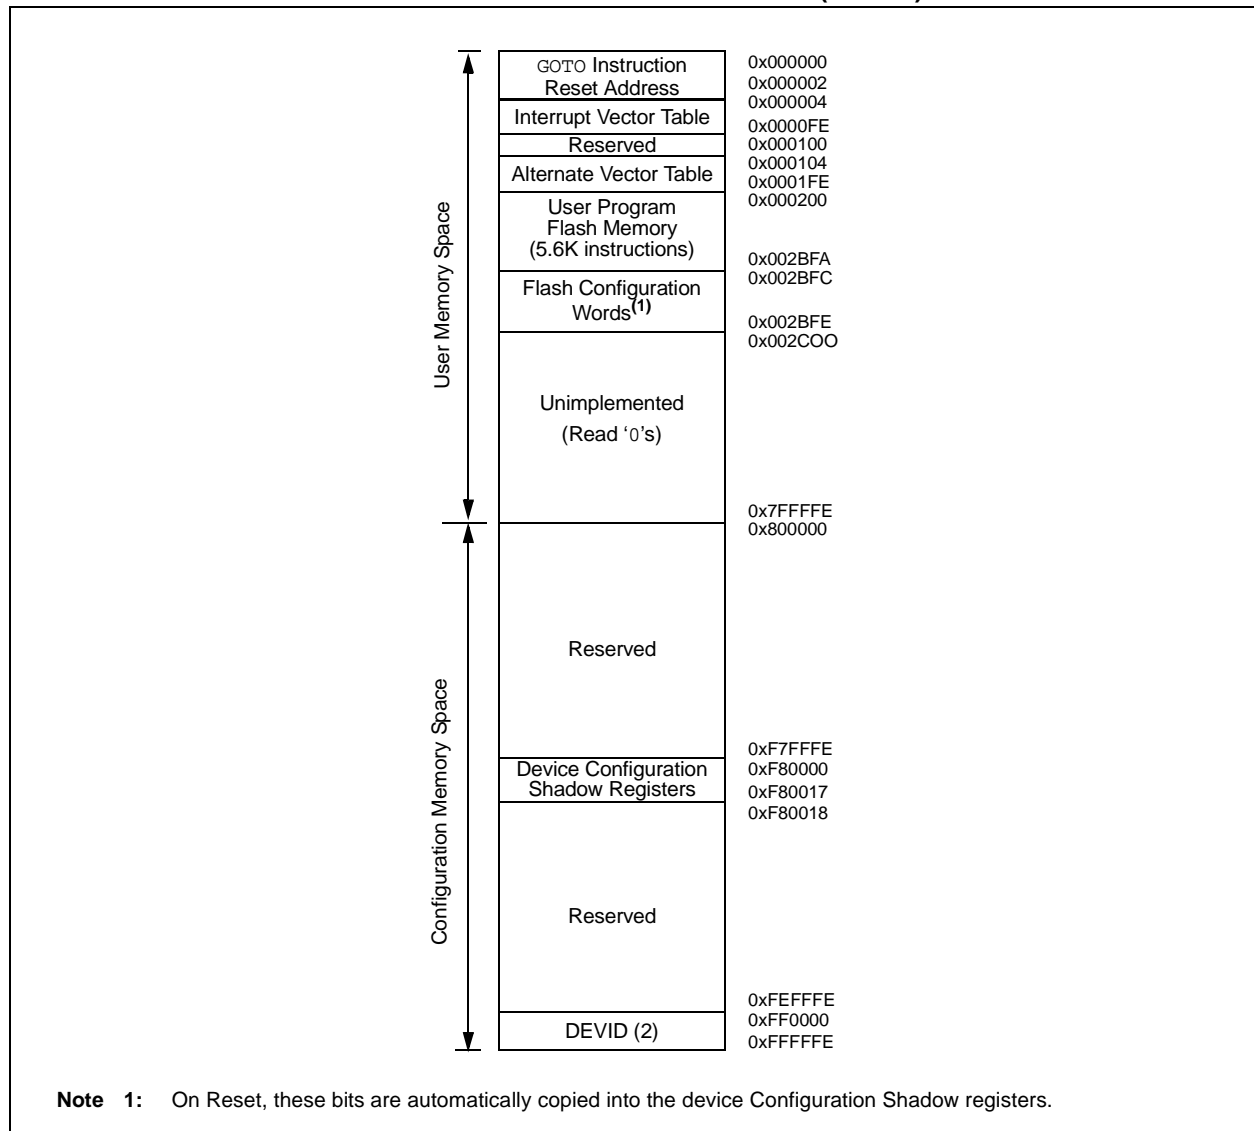 GOTO Instruction
Reset Address
Interrupt Vector Table
Reserved
Alternate Vector Table
User Program
Flash Memory
(5.6K instructions)
Flash Configuration
Words(1)
Unimplemented
(Read ‘0’s)
Reserved
Device Configuration
Shadow Registers
Reserved
DEVID (2)
0x000000
0x000002
0x000004
0x0000FE
0x000100
0x000104
0x0001FE
0x000200
0x002BFA
0x002BFC
0x002BFE
0x002COO
0x7FFFFE
0x800000
0xF7FFFE
0xF80000
0xF80017
0xF80018
0xFEFFFE
0xFF0000
0xFFFFFE
User Memory Space
Configuration Memory Space
Note 1: On Reset, these bits are automatically copied into the device Configuration Shadow registers.